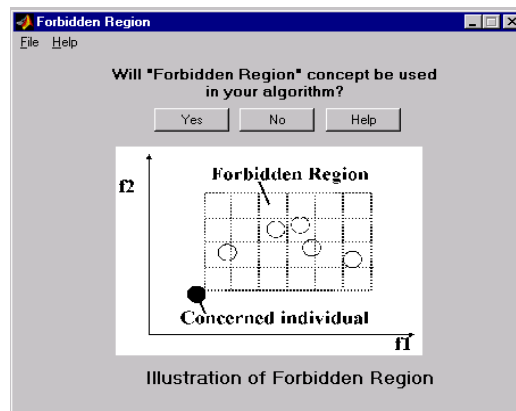 Forbidden Region
File Help
Will "Forbidden Region" concept be used
in your algorithm?
Yes No Help
Forbidden Region
f2
Concerned individual
f1
Illustration of Forbidden Region